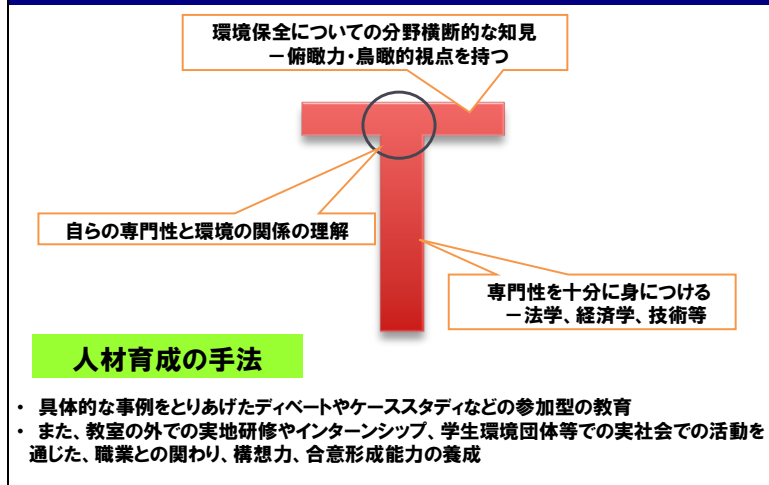 環境保全についての分野横断的な知見
－俯瞰力・鳥瞰的視点を持つ
自らの専門性と環境の関係の理解
専門性を十分に身につける
－法学、経済学、技術等
人材育成の手法
・ 具体的な事例をとりあげたディベートやケーススタディなどの参加型の教育
・ また、教室の外での実地研修やインターンシップ、学生環境団体等での実社会での活動を
通じた、職業との関わり、構想力、合意形成能力の養成